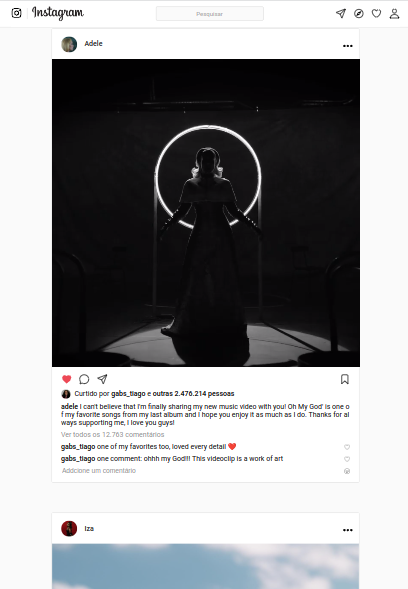 Instagram
Pesquisar
Adele
Curtido por gabs_tiago e outras 2.476.214 pessoas
adele I can't believe that I'm finally sharing my new music video with you! Oh My God' is one o
f my favorite songs from my last album and I hope you enjoy it as much as I do. Thanks for al
ways supporting me, I love you guys!
Ver todos os 12.763 comentários
gabs_tiago one of my favorites too, loved every detail ❤️
gabs_tiago one comment: ohhh my God!!! This videoclip is a work of art
Addcione um comentário
Iza